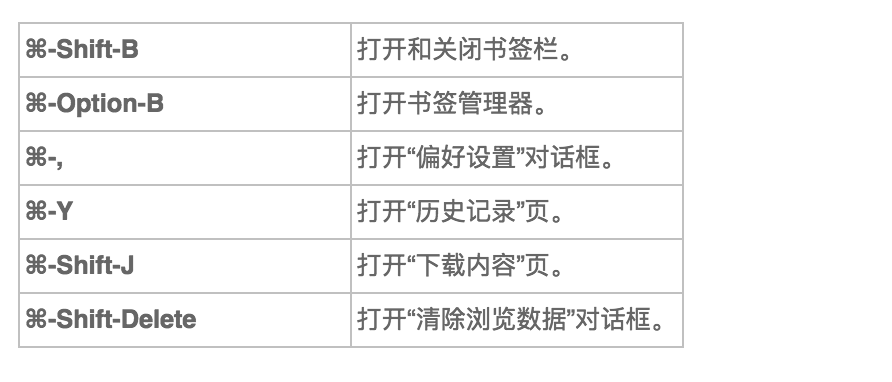 ⌘-Shift-B 打开和关闭书签栏。
⌘-Option-B 打开书签管理器。
⌘-, 打开“偏好设置”对话框。
⌘-Y 打开“历史记录”页。
⌘-Shift-J 打开“下载内容”页。
⌘-Shift-Delete 打开“清除浏览数据”对话框。